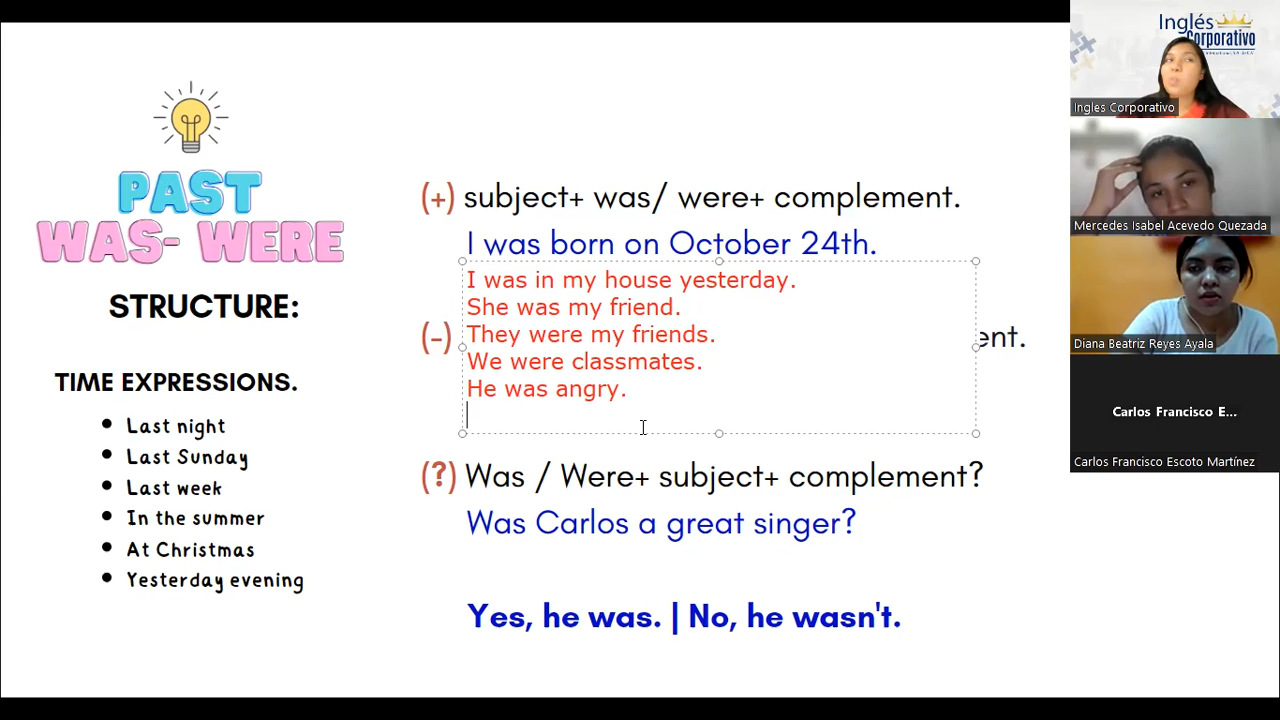 PAST
WAS- WERE
STRUCTURE:
TIME EXPRESSIONS.
Last night
Last Sunday
Last week
In the summer
At Christmas
Yesterday evening
(+) subject+ was/ were+ complement.
I was born on October 24th.
I was in my house yesterday.
She was my friend.
They were my friends.
We were classmates.
He was angry.
(-) ent.
(?) Was / Were+ subject+ complement?
Was Carlos a great singer?
Yes, he was. | No, he wasn't.
Inglés
Corporativo
Ingles Corporativo
Mercedes Isabel Acevedo Quezada
Diana Beatriz Reyes Ayala
Carlos Francisco E...
Carlos Francisco Escoto Martínez